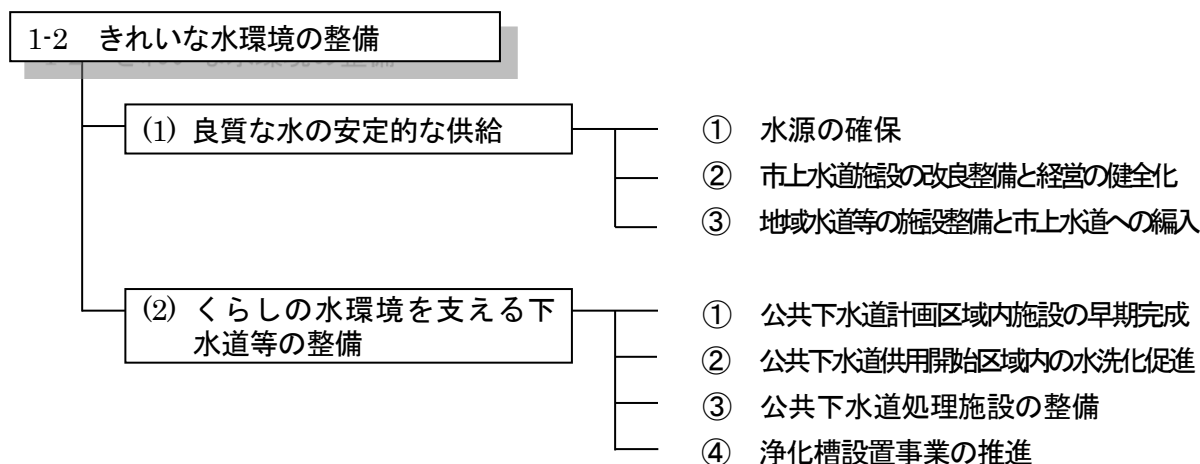 1-2 きれいな水環境の整備
(1) 良質な水の安定的な供給
① 水源の確保
② 市上水道施設の改良整備と経営の健全化
③ 地域水道等の施設整備と市上水道への編入
(2) くらしの水環境を支える下
水道等の整備
① 公共下水道計画区域内施設の早期完成
② 公共下水道供用開始区域内の水洗化促進
③ 公共下水道処理施設の整備
④ 浄化槽設置事業の推進